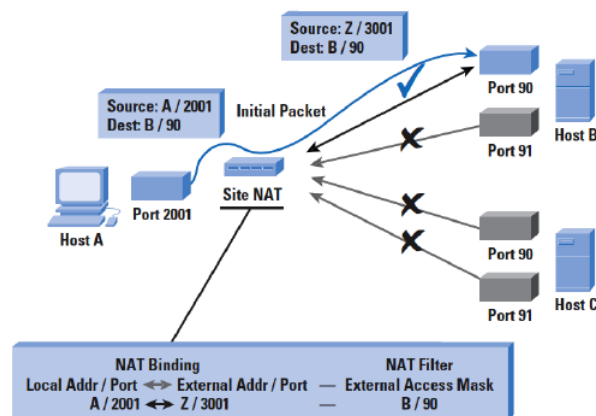 Source: Z / 3001
Dest: B / 90
Source: A / 2001
Dest: B / 90
Initial Packet
Port 90
Host B
Port 91
Site NAT
Port 2001
Host A
Port 90
Host C
Port 91
NAT Binding NAT Filter
Local Addr / Port External Addr / Port — External Access Mask
A / 2001 Z / 3001 — B / 90